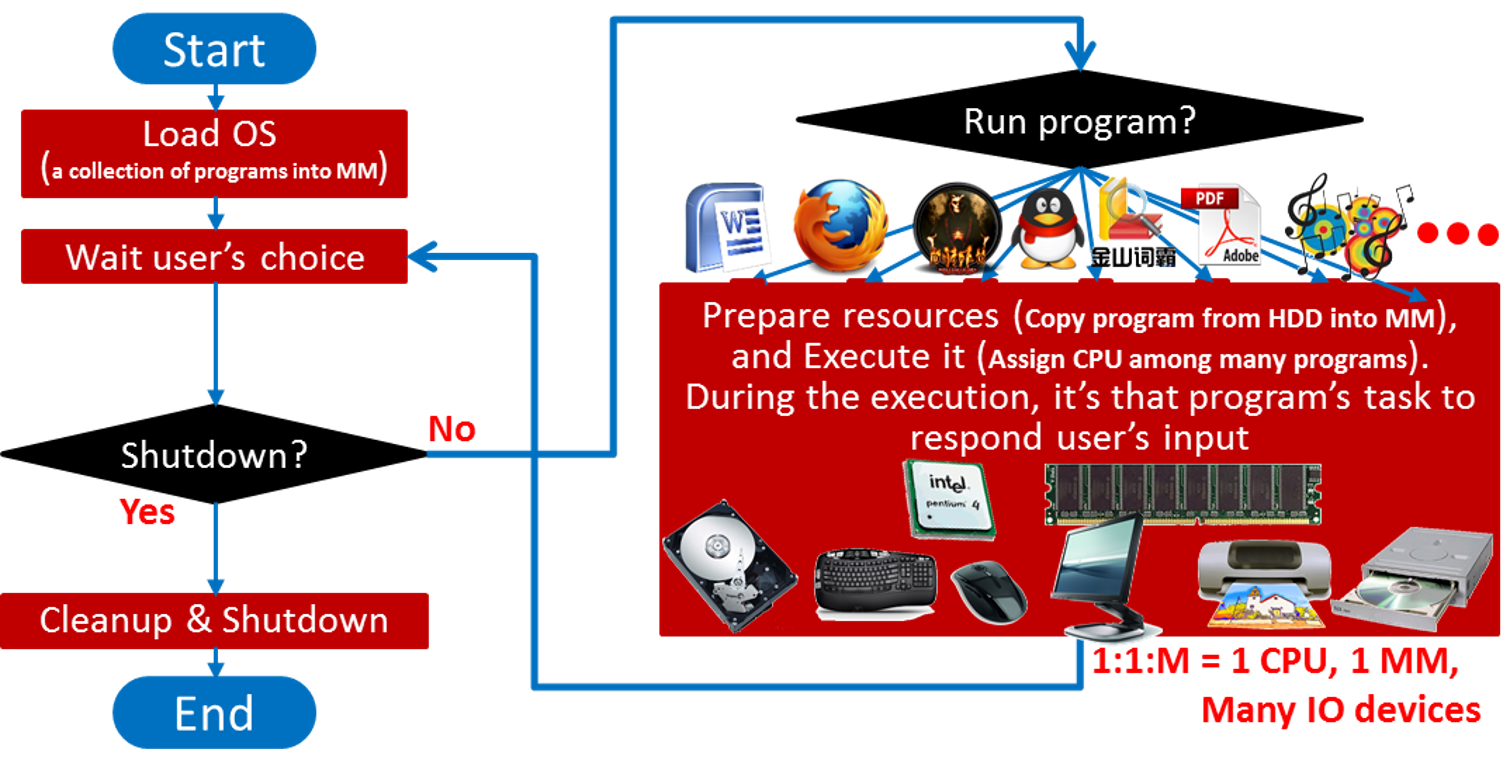 Start
Load OS
(a collection of programs into MM)
Wait user's choice
Shutdown?
No
Yes
Cleanup & Shutdown
End
Run program?
W
金山词霸
PDF
Adobe
Prepare resources (Copy program from HDD into MM),
and Execute it (Assign CPU among many programs).
During the execution, it's that program's task to
respond user's input
intel
pentium 4
1:1:M = 1 CPU, 1 MM,
Many IO devices